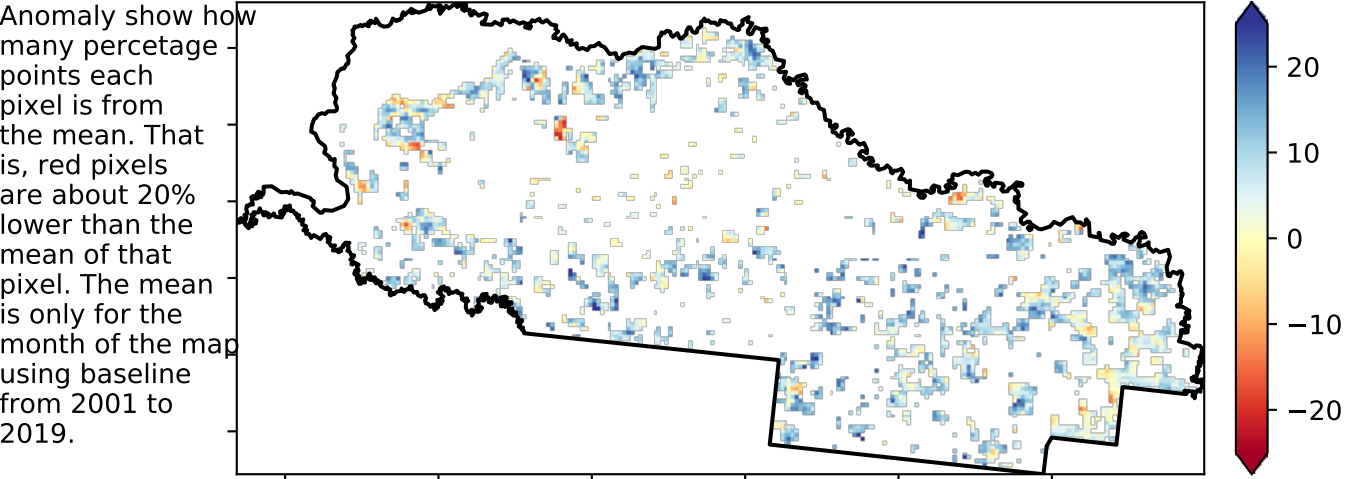 Anomaly show how
many percetage
points each
pixel is from
the mean. That
is, red pixels
are about 20%
lower than the
mean of that
pixel. The mean
is only for the
month of the map
using baseline
from 2001 to
2019.
20
10
0
−10
−20